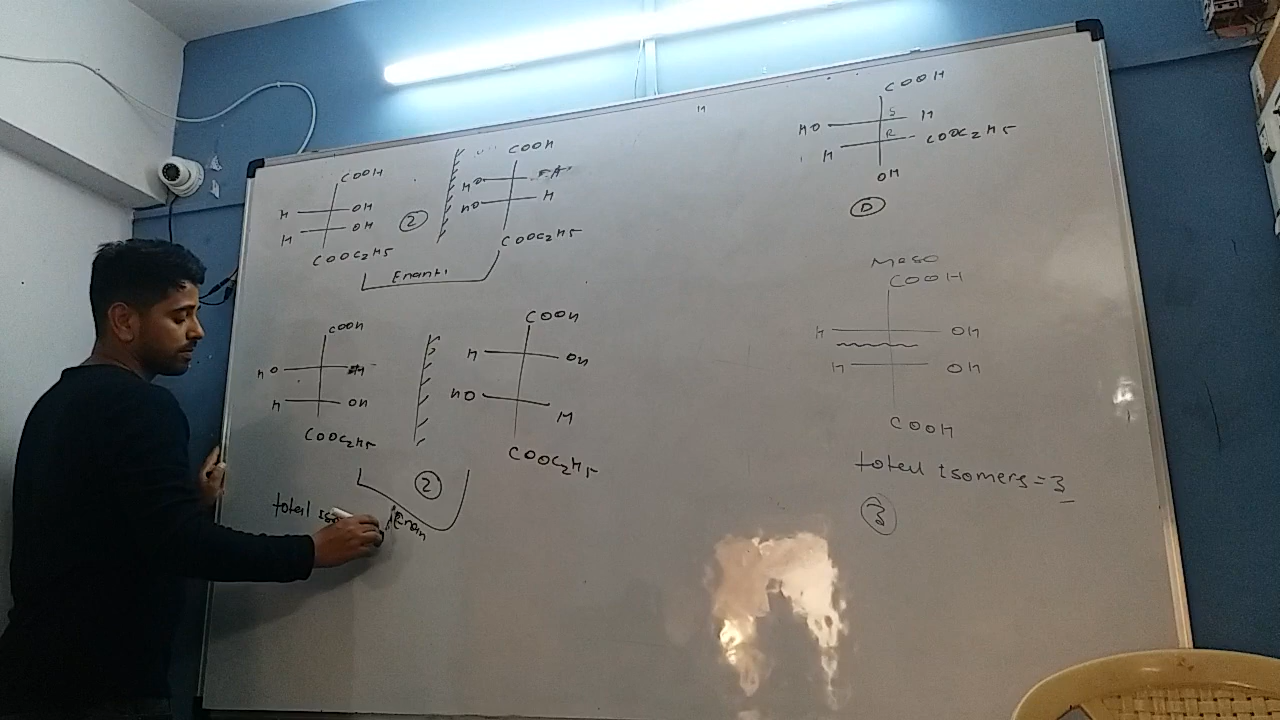 COOH
H OH
H OH
COOC2H5
2
COOH
HO
HO H
COOC2H5
Enanti
COOH
HO H
H OH
COOC2H5
COOH
H OH
HO H
COOC2H5
2
Enan
total
COOH
HO S H
H R COOC2H5
OH
D
Meso
COOH
H OH
H OH
COOH
total isomers = 3
3